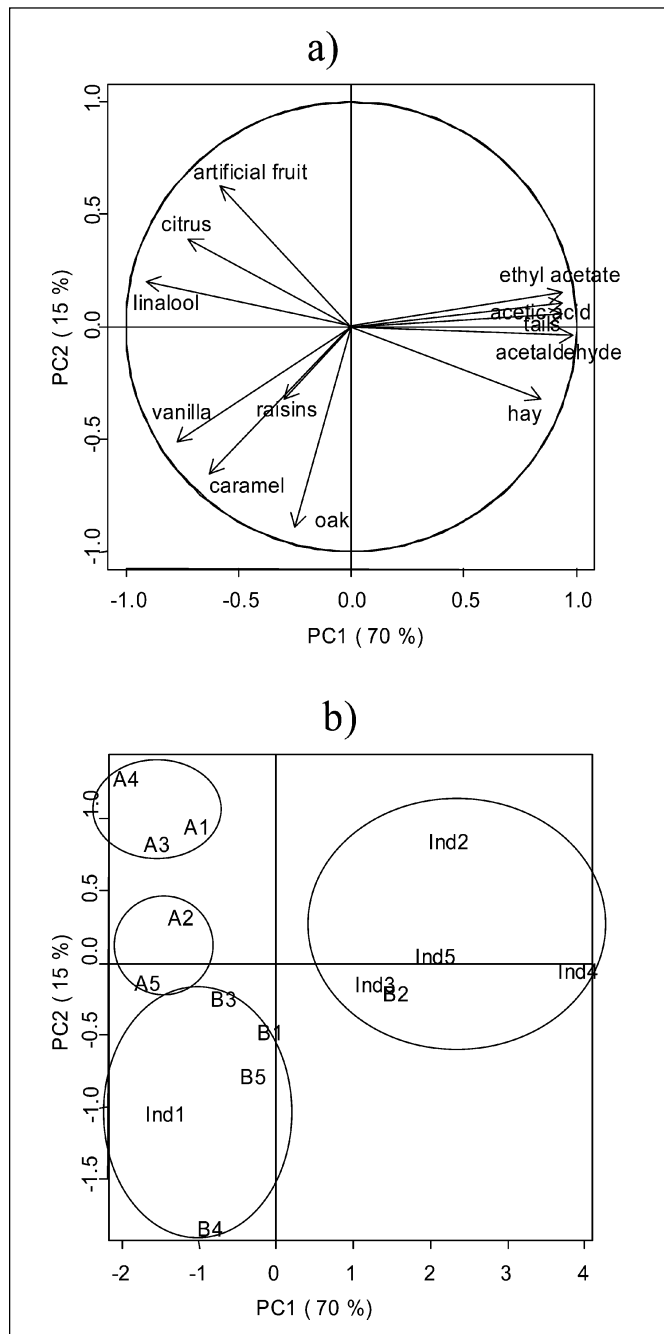 a)
1.0
artificial fruit
0.5
citrus
ethyl acetate
linalool
acetic acid
PC2 ( 15 %)
0.0
tails
acetaldehyde
vanilla
raisins
hay
-0.5
caramel
oak
-1.0
-1.0 -0.5 0.0 0.5 1.0
PC1 ( 70 %)
b)
A4
1.0
A1
A3
Ind2
0.5
A2
PC2 ( 15 %)
0.0
Ind5
Ind4
A5
Ind3
B2
B3
-0.5
B1
B5
-1.0
Ind1
-1.5
B4
-2 -1 0 1 2 3 4
PC1 ( 70 %)